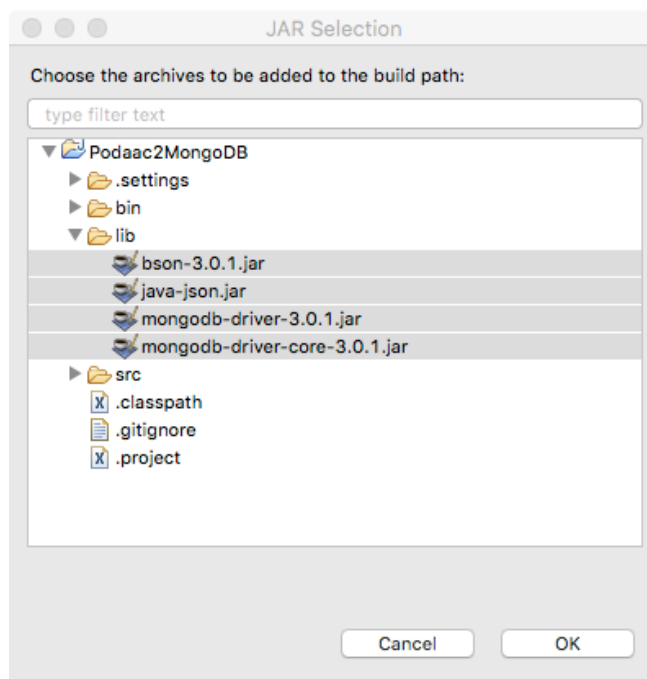 JAR Selection
Choose the archives to be added to the build path:
type filter text
Podaac2MongoDB
.settings
bin
lib
bson-3.0.1.jar
java-json.jar
mongodb-driver-3.0.1.jar
mongodb-driver-core-3.0.1.jar
src
X .classpath
.gitignore
X .project
Cancel OK